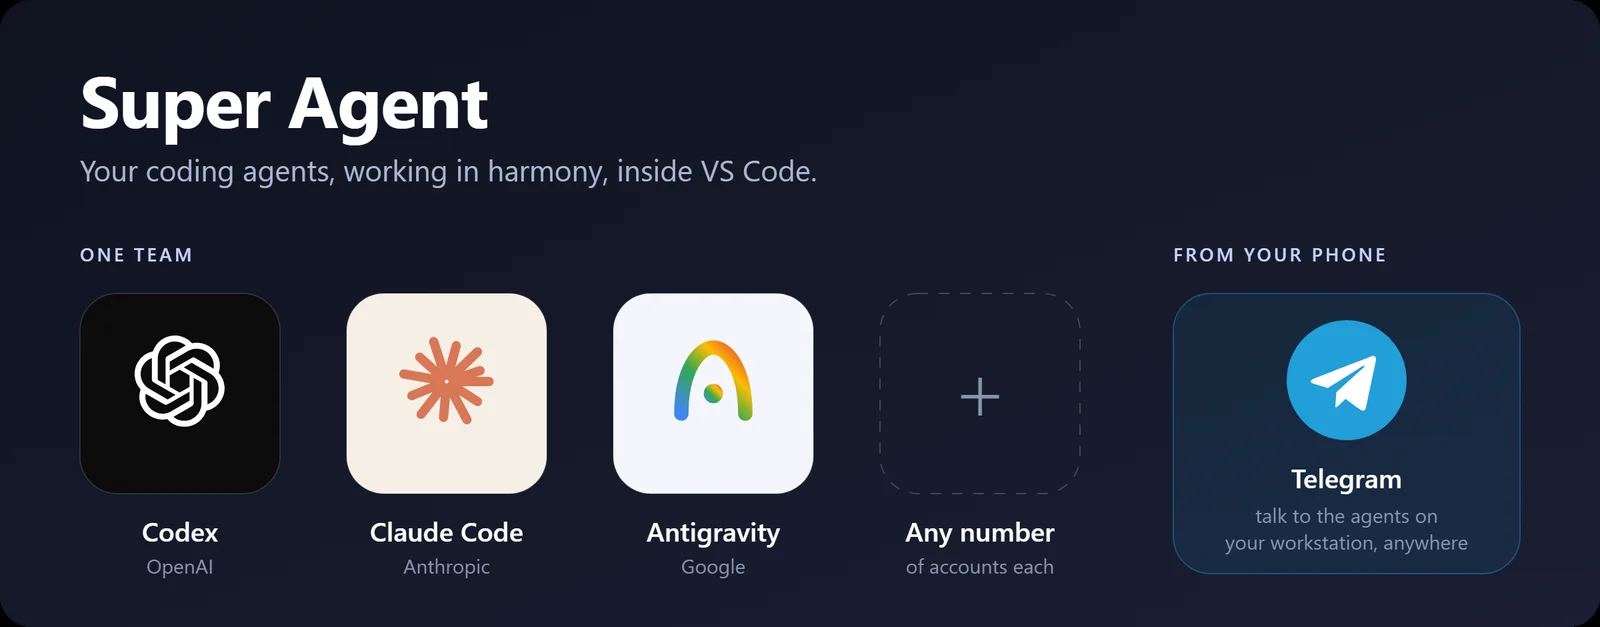 Super Agent
Your coding agents, working in harmony, inside VS Code.
ONE TEAM
Codex
OpenAI
Claude Code
Anthropic
Antigravity
Google
Any number
of accounts each
FROM YOUR PHONE
Telegram
talk to the agents on
your workstation, anywhere